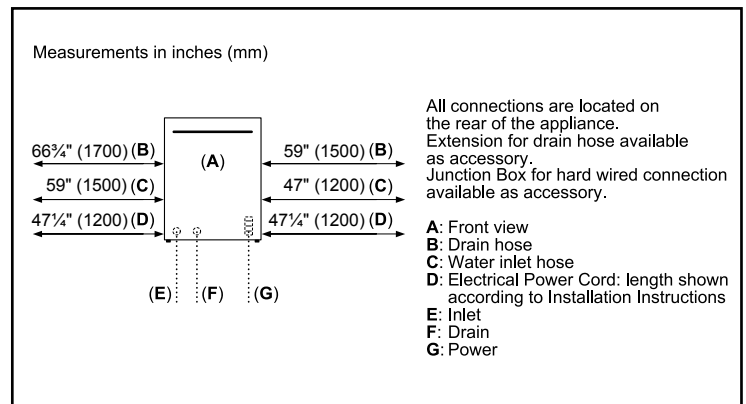 Measurements in inches (mm)
66¾" (1700) (B)
59" (1500) (C)
47¼" (1200) (D)
(A)
59" (1500) (B)
47" (1200) (C)
47¼" (1200) (D)
(E)
(F)
(G)
All connections are located on
the rear of the appliance.
Extension for drain hose available
as accessory.
Junction Box for hard wired connection
available as accessory.
A: Front view
B: Drain hose
C: Water inlet hose
D: Electrical Power Cord: length shown
according to Installation Instructions
E: Inlet
F: Drain
G: Power